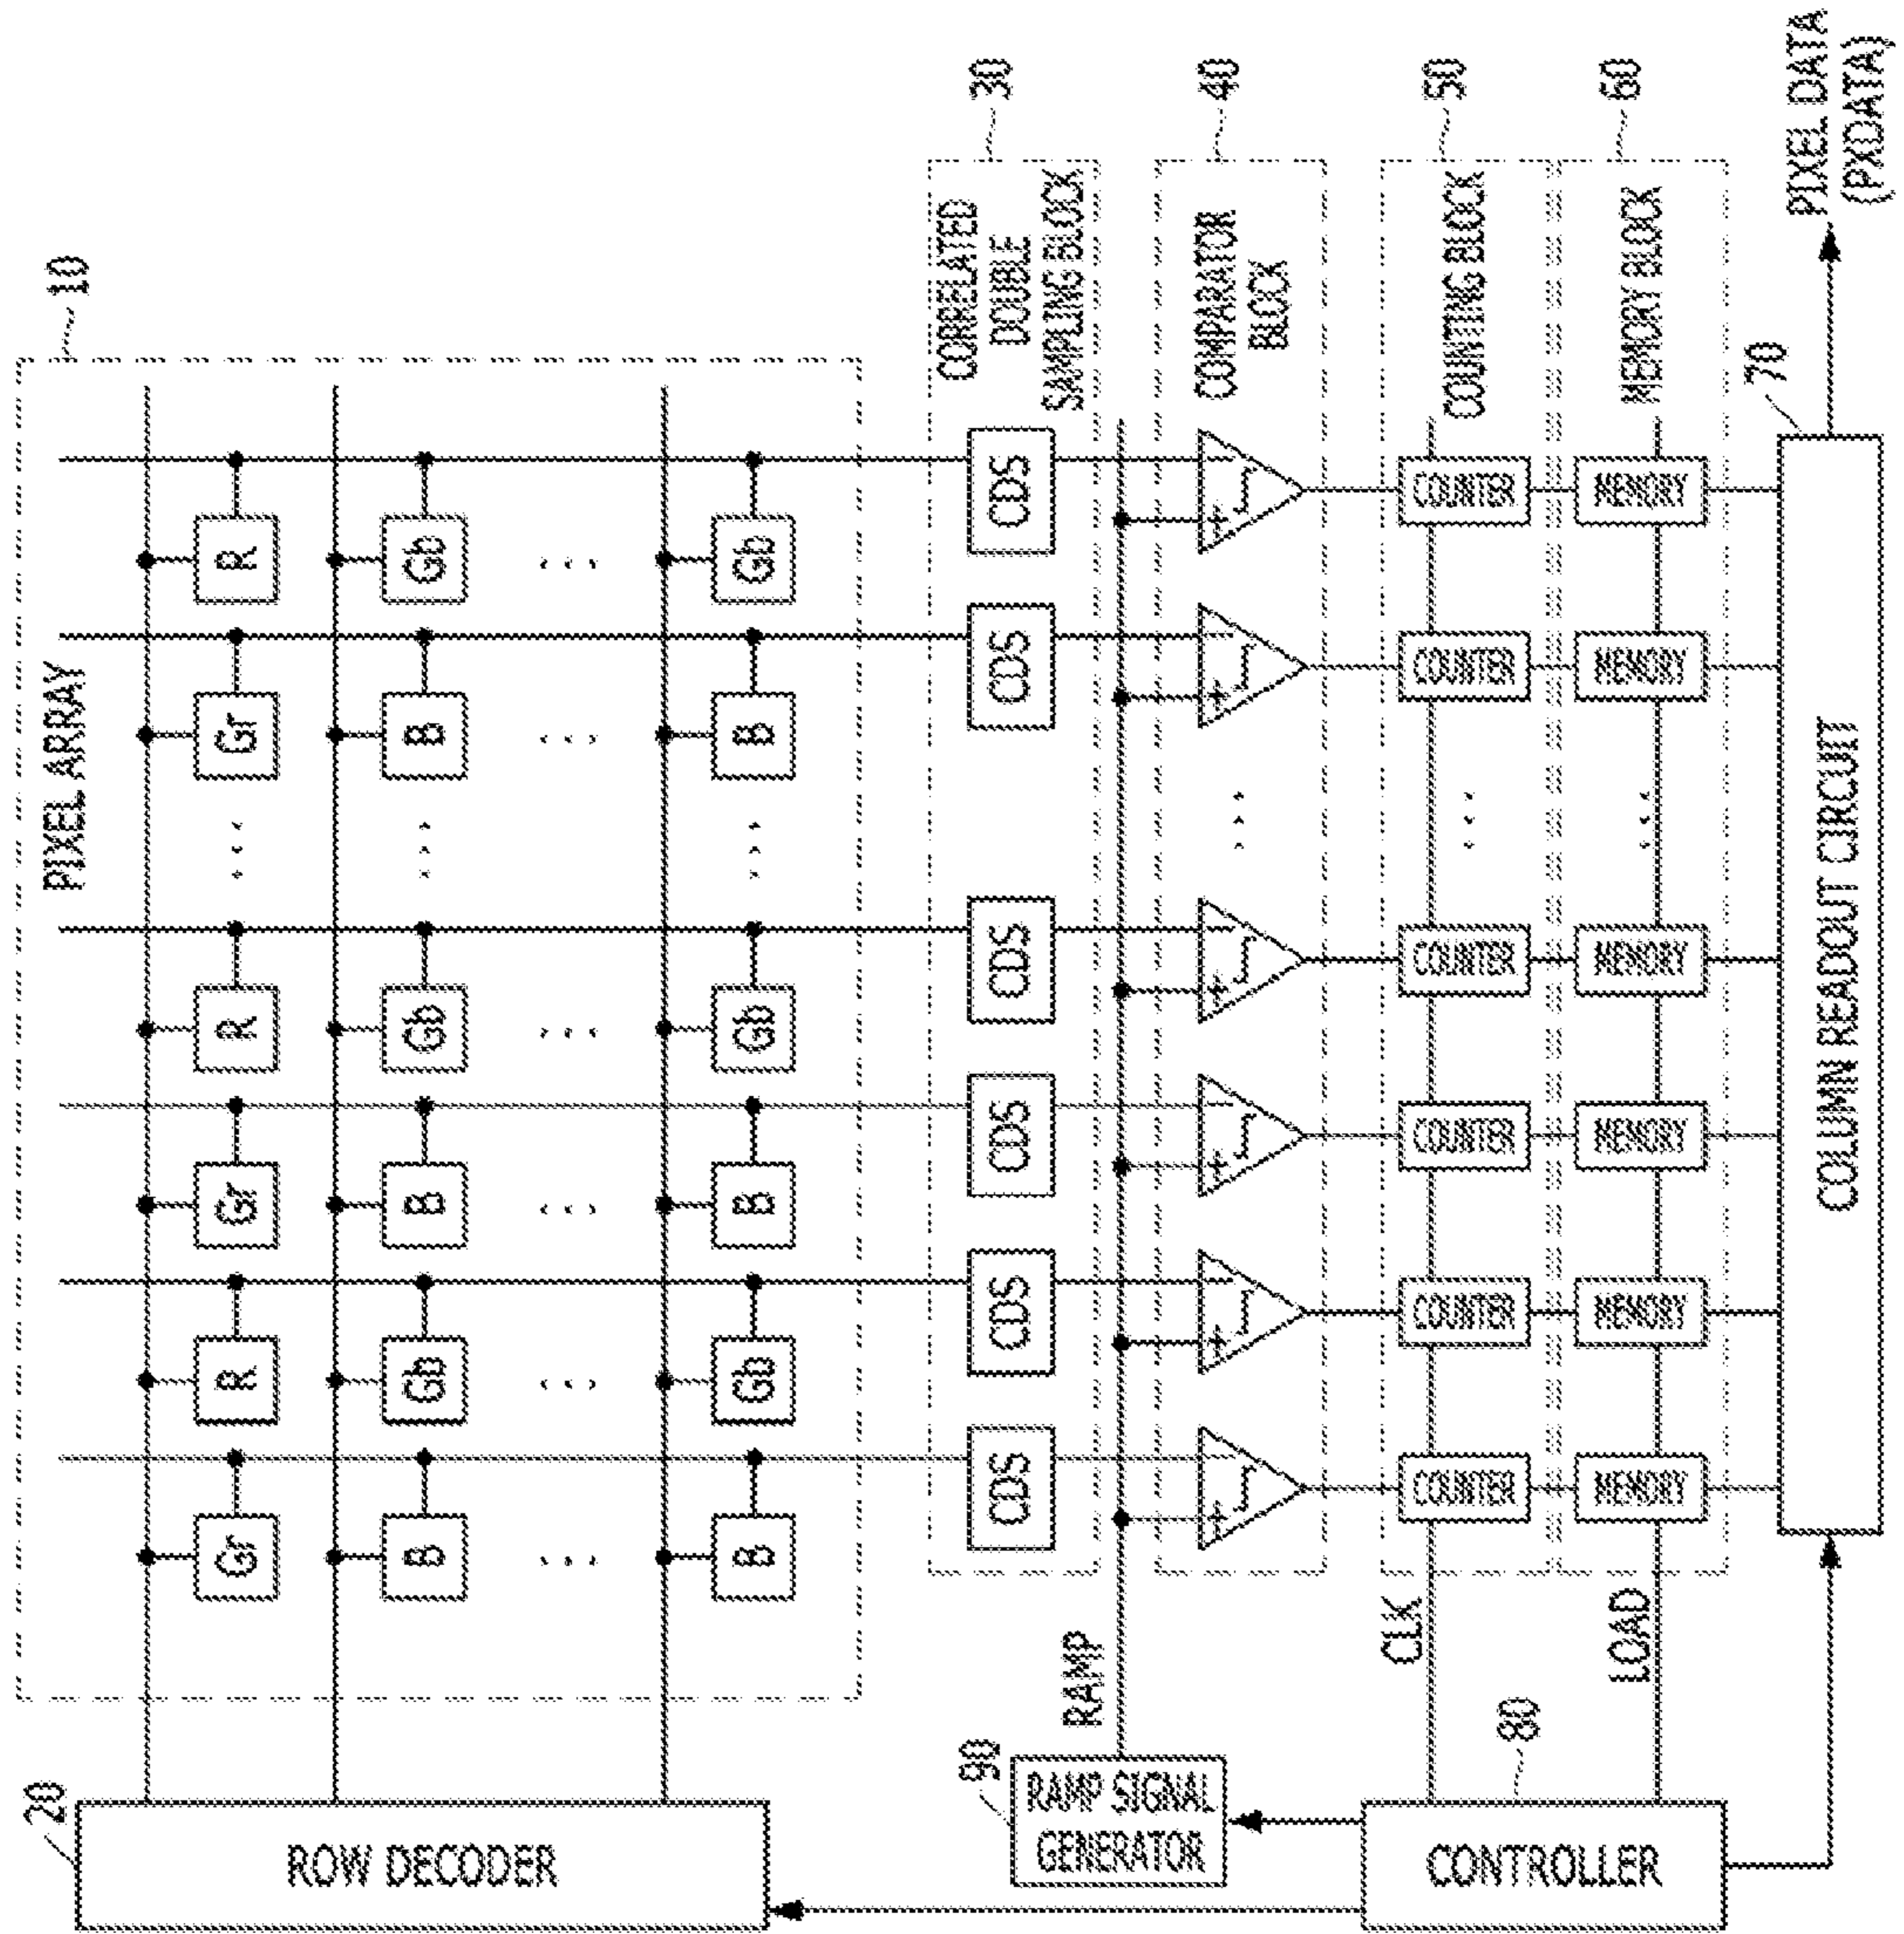 10
PIXEL ARRAY
20
ROW DECODER
Gr R Gr R Gr R
B Gb B Gb B Gb
... ... ... ... ... ...
B Gb B Gb B Gb
30
CORRELATED
DOUBLE
SAMPLING BLOCK
CDS CDS CDS CDS CDS CDS
90
RAMP SIGNAL
GENERATOR
RAMP
40
COMPARATOR
BLOCK
+ - + - + - + - + - + -
50
COUNTING BLOCK
CLK
COUNTER COUNTER COUNTER COUNTER COUNTER COUNTER
80
CONTROLLER
60
MEMORY BLOCK
LOAD
MEMORY MEMORY MEMORY MEMORY MEMORY MEMORY
70
COLUMN READOUT CIRCUIT
PIXEL DATA
(PXDATA)